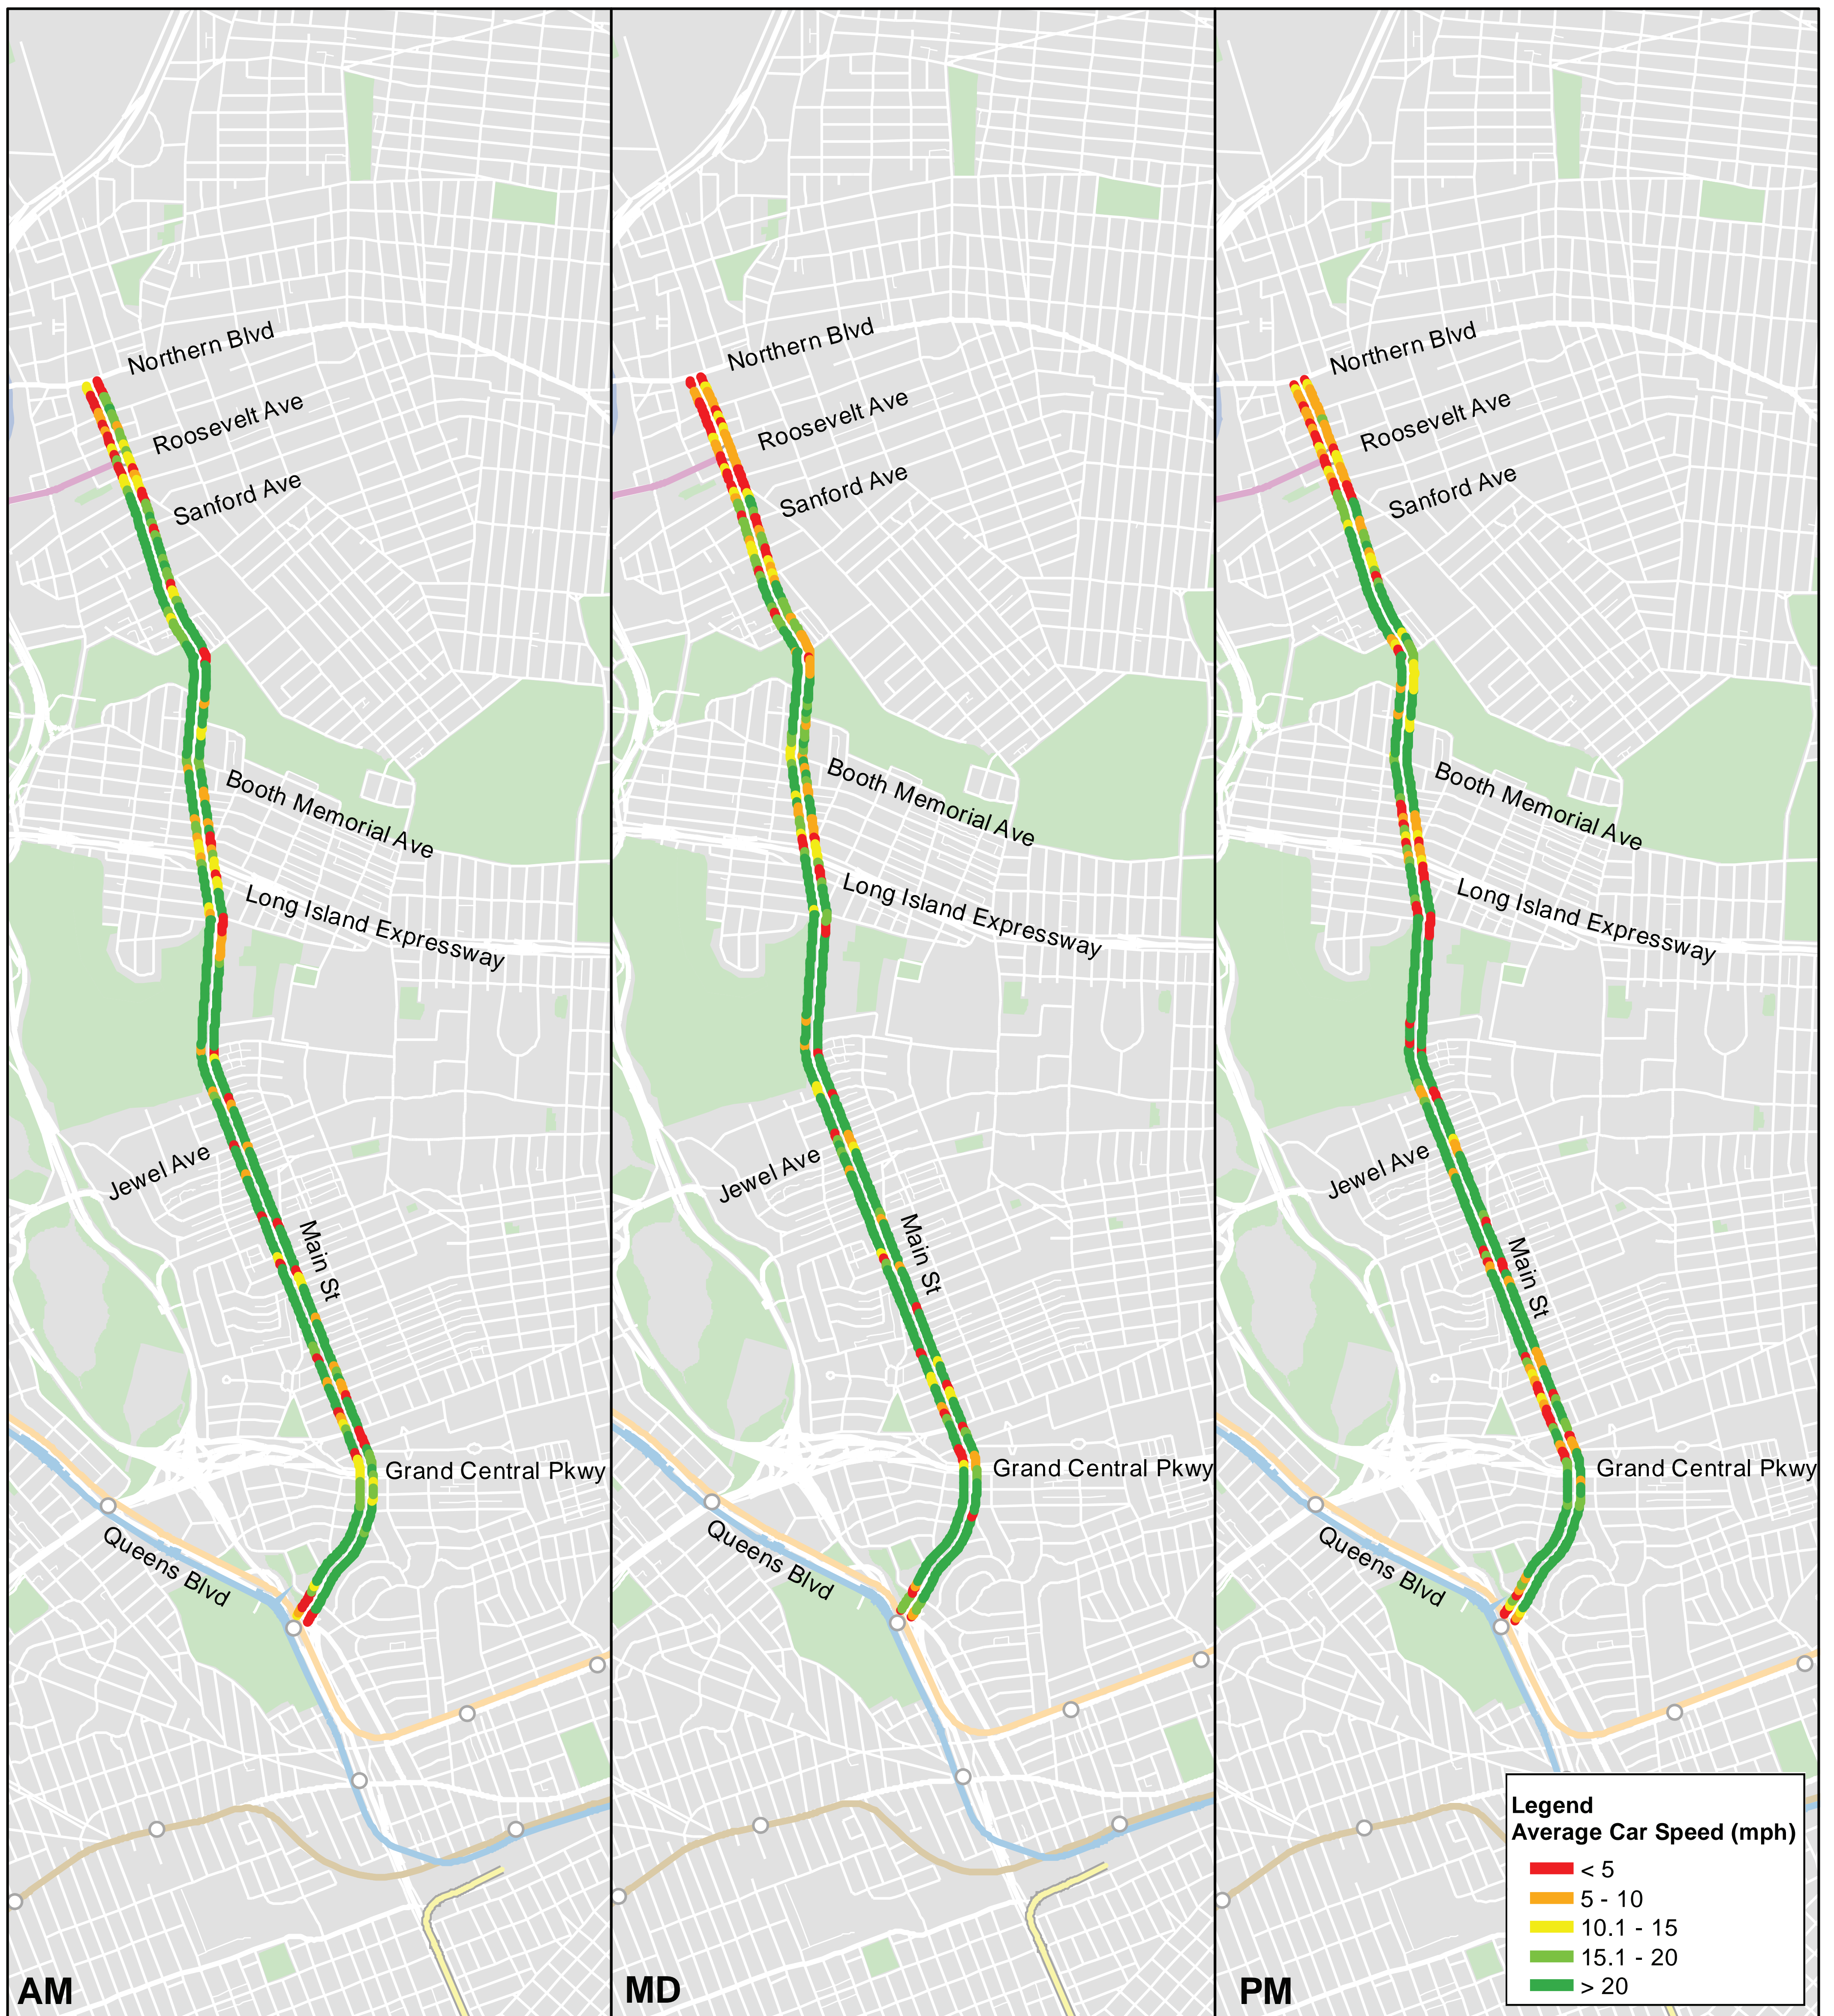 Northern Blvd
Roosevelt Ave
Sanford Ave
Booth Memorial Ave
Long Island Expressway
Jewel Ave
Main St
Grand Central Pkwy
Queens Blvd
AM
Northern Blvd
Roosevelt Ave
Sanford Ave
Booth Memorial Ave
Long Island Expressway
Jewel Ave
Main St
Grand Central Pkwy
Queens Blvd
MD
Northern Blvd
Roosevelt Ave
Sanford Ave
Booth Memorial Ave
Long Island Expressway
Jewel Ave
Main St
Grand Central Pkwy
Queens Blvd
PM
Legend
Average Car Speed (mph)
< 5
5 - 10
10.1 - 15
15.1 - 20
> 20